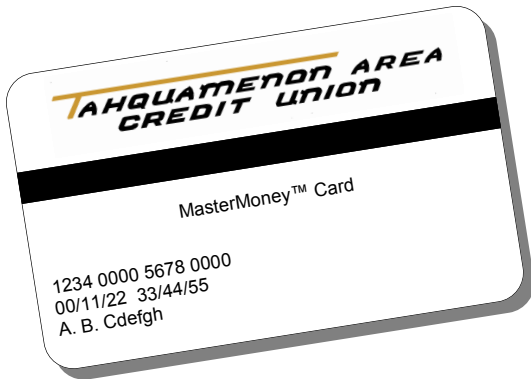 TAHQUAMENON AREA
CREDIT UNION
MasterMoney™ Card
1234 0000 5678 0000
00/11/22 33/44/55
A. B. Cdefgh